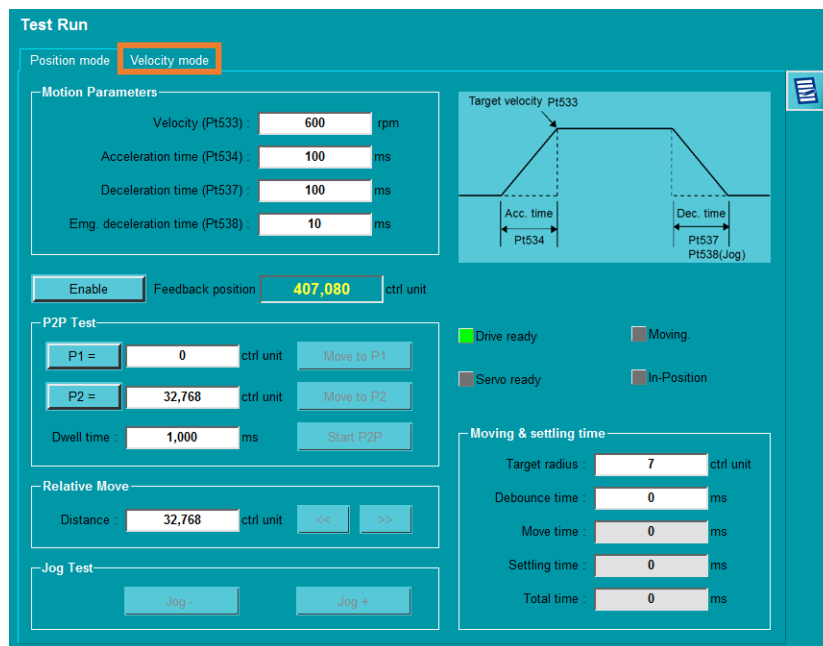 Test Run
Position mode Velocity mode
Motion Parameters
Velocity (Pt533) : 600 rpm
Acceleration time (Pt534) : 100 ms
Deceleration time (Pt537) : 100 ms
Emg. deceleration time (Pt538) : 10 ms
Target velocity Pt533
Acc. time Dec. time
Pt534 Pt537
Pt538(Jog)
Enable Feedback position 407,080 ctrl unit
P2P Test
P1 = 0 ctrl unit Move to P1
P2 = 32,768 ctrl unit Move to P2
Dwell time : 1,000 ms Start P2P
Drive ready Moving.
Servo ready In-Position
Relative Move
Distance : 32,768 ctrl unit << >>
Jog Test
Jog - Jog +
Moving & settling time
Target radius : 7 ctrl unit
Debounce time : 0 ms
Move time : 0 ms
Settling time : 0 ms
Total time : 0 ms